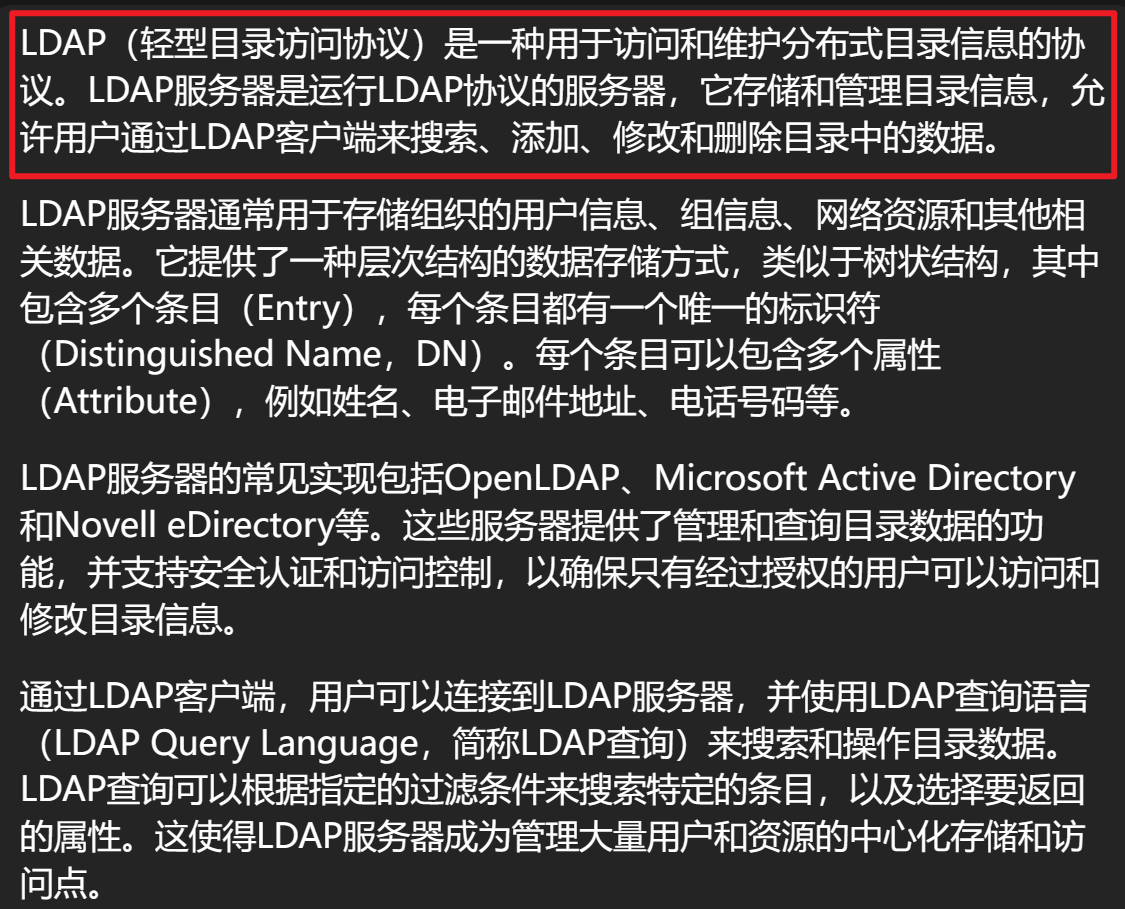 LDAP（轻型目录访问协议）是一种用于访问和维护分布式目录信息的协
议。LDAP服务器是运行LDAP协议的服务器，它存储和管理目录信息，允
许用户通过LDAP客户端来搜索、添加、修改和删除目录中的数据。
LDAP服务器通常用于存储组织的用户信息、组信息、网络资源和其他相
关数据。它提供了一种层次结构的数据存储方式，类似于树状结构，其中
包含多个条目（Entry），每个条目都有一个唯一的标识符
（Distinguished Name，DN）。每个条目可以包含多个属性
（Attribute），例如姓名、电子邮件地址、电话号码等。
LDAP服务器的常见实现包括OpenLDAP、Microsoft Active Directory
和Novell eDirectory等。这些服务器提供了管理和查询目录数据的功
能，并支持安全认证和访问控制，以确保只有经过授权的用户可以访问和
修改目录信息。
通过LDAP客户端，用户可以连接到LDAP服务器，并使用LDAP查询语言
（LDAP Query Language，简称LDAP查询）来搜索和操作目录数据。
LDAP查询可以根据指定的过滤条件来搜索特定的条目，以及选择要返回
的属性。这使得LDAP服务器成为管理大量用户和资源的中心化存储和访
问点。